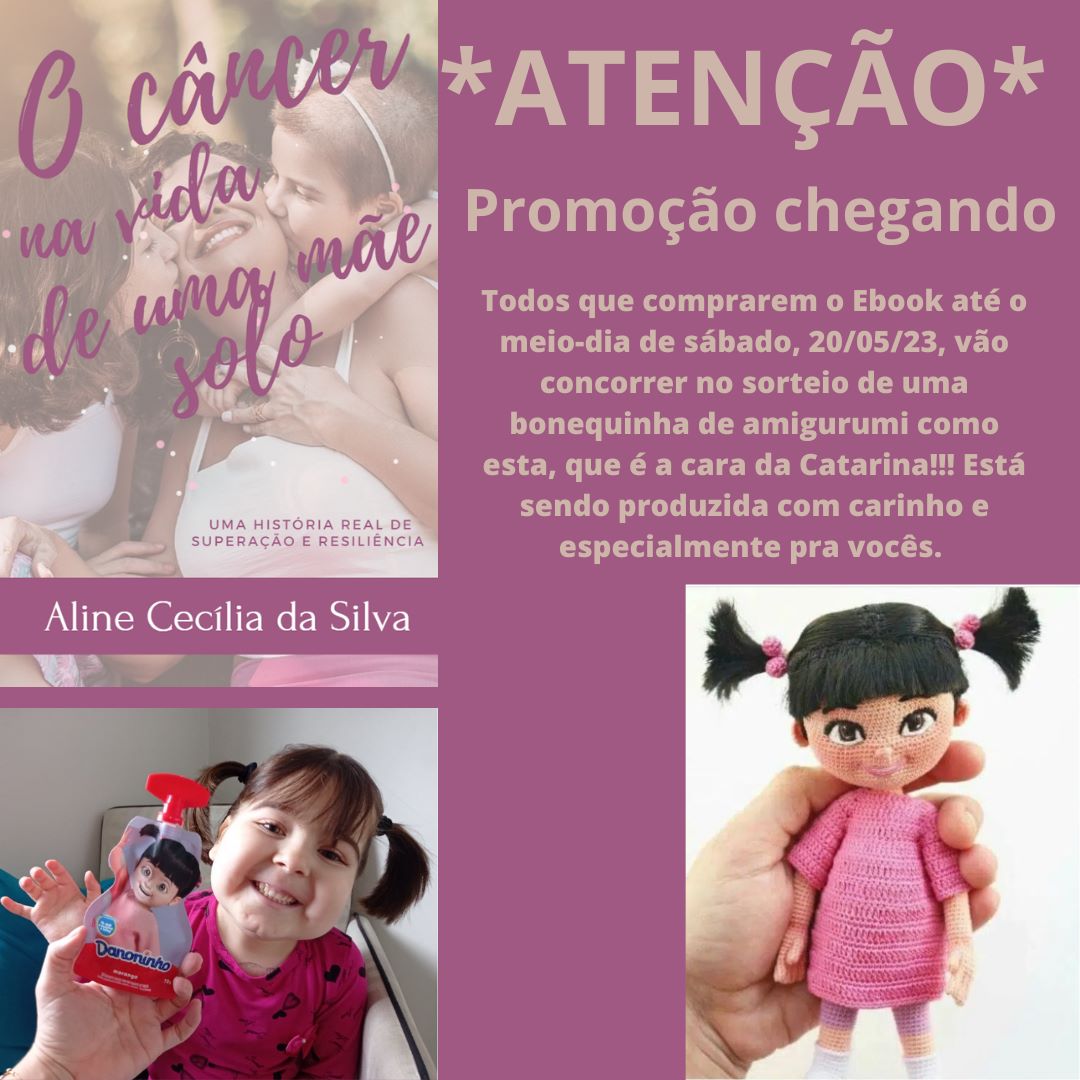 O câncer
na vida
de uma mãe
solo
UMA HISTÓRIA REAL DE
SUPERAÇÃO E RESILIÊNCIA
Aline Cecília da Silva
*ATENÇÃO*
Promoção chegando
Todos que comprarem o Ebook até o
meio-dia de sábado, 20/05/23, vão
concorrer no sorteio de uma
bonequinha de amigurumi como
esta, que é a cara da Catarina!!! Está
sendo produzida com carinho e
especialmente pra vocês.
Danoninho
morango